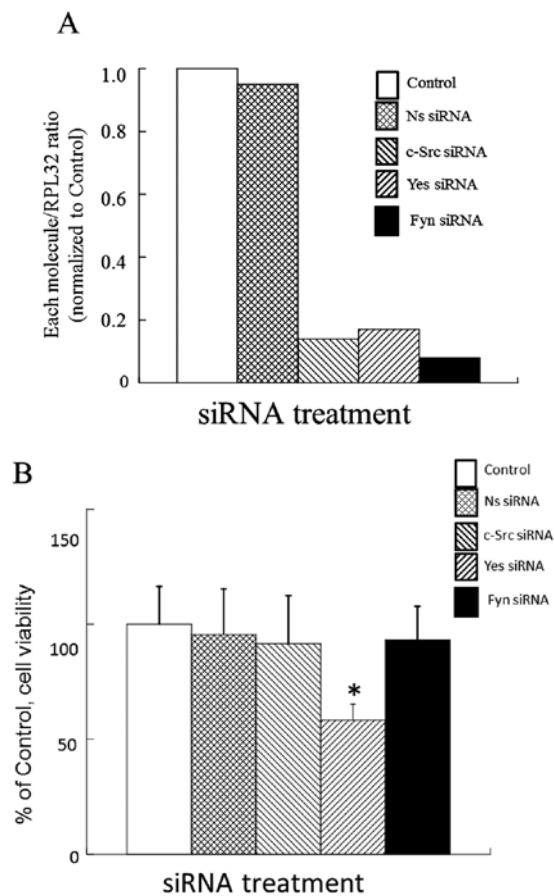 A
Each molecule/RPL32 ratio
(normalized to Control)
1.0
0.8
0.6
0.4
0.2
0
Control
Ns siRNA
c-Src siRNA
Yes siRNA
Fyn siRNA
siRNA treatment
B
% of Control, cell viability
150
100
50
0
*
Control
Ns siRNA
c-Src siRNA
Yes siRNA
Fyn siRNA
siRNA treatment